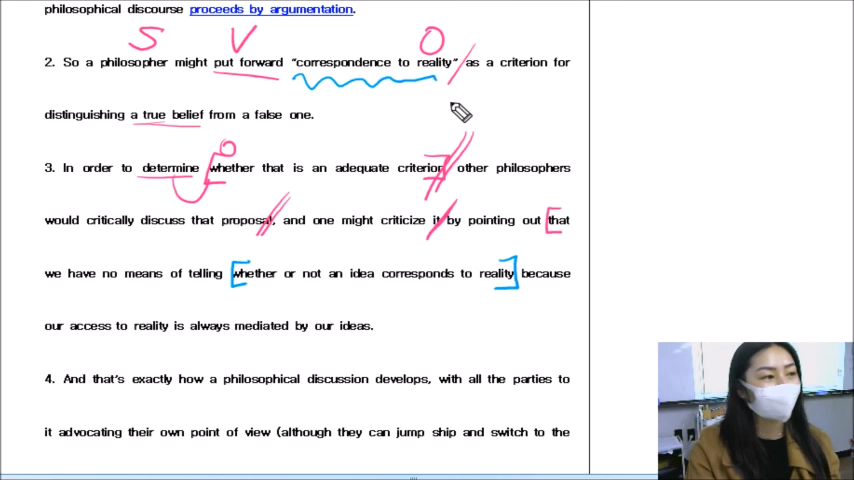 philosophical discourse proceeds by argumentation.
S V O
2. So a philosopher might put forward "correspondence to reality" as a criterion for
distinguishing a true belief from a false one.
O
3. In order to determine whether that is an adequate criterion, other philosophers
would critically discuss that proposal, and one might criticize it by pointing out that
we have no means of telling whether or not an idea corresponds to reality because
our access to reality is always mediated by our ideas.
4. And that's exactly how a philosophical discussion develops, with all the parties to
it advocating their own point of view (although they can jump ship and switch to the